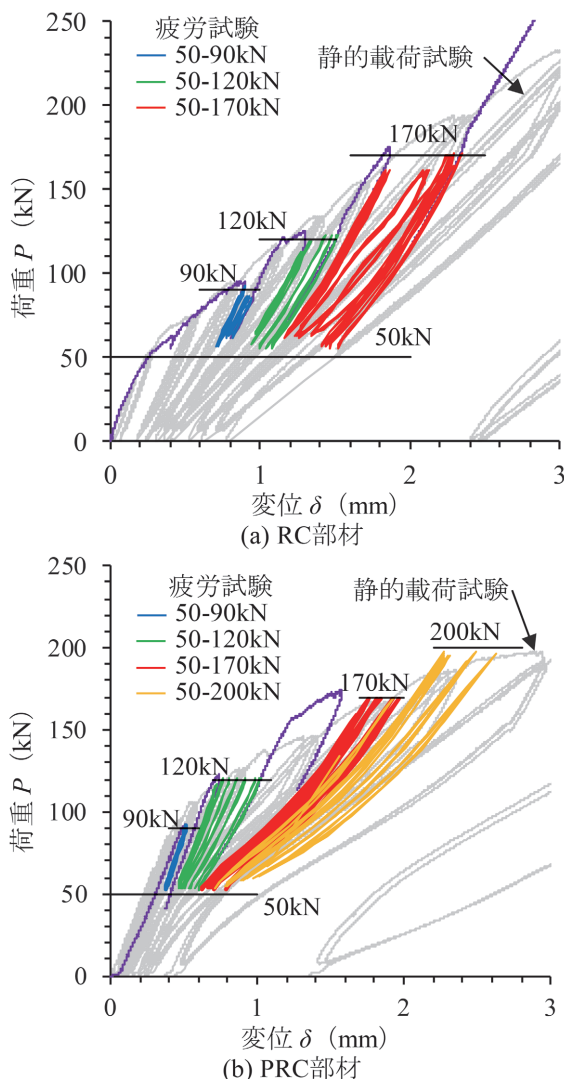 250
200
150
100
50
0
荷重 P (kN)
疲労試験
50-90kN
50-120kN
50-170kN
静的載荷試験
170kN
120kN
90kN
50kN
0 1 2 3
変位 δ (mm)
(a) RC部材
250
200
150
100
50
0
荷重 P (kN)
疲労試験
50-90kN
50-120kN
50-170kN
50-200kN
静的載荷試験
200kN
170kN
120kN
90kN
50kN
0 1 2 3
変位 δ (mm)
(b) PRC部材